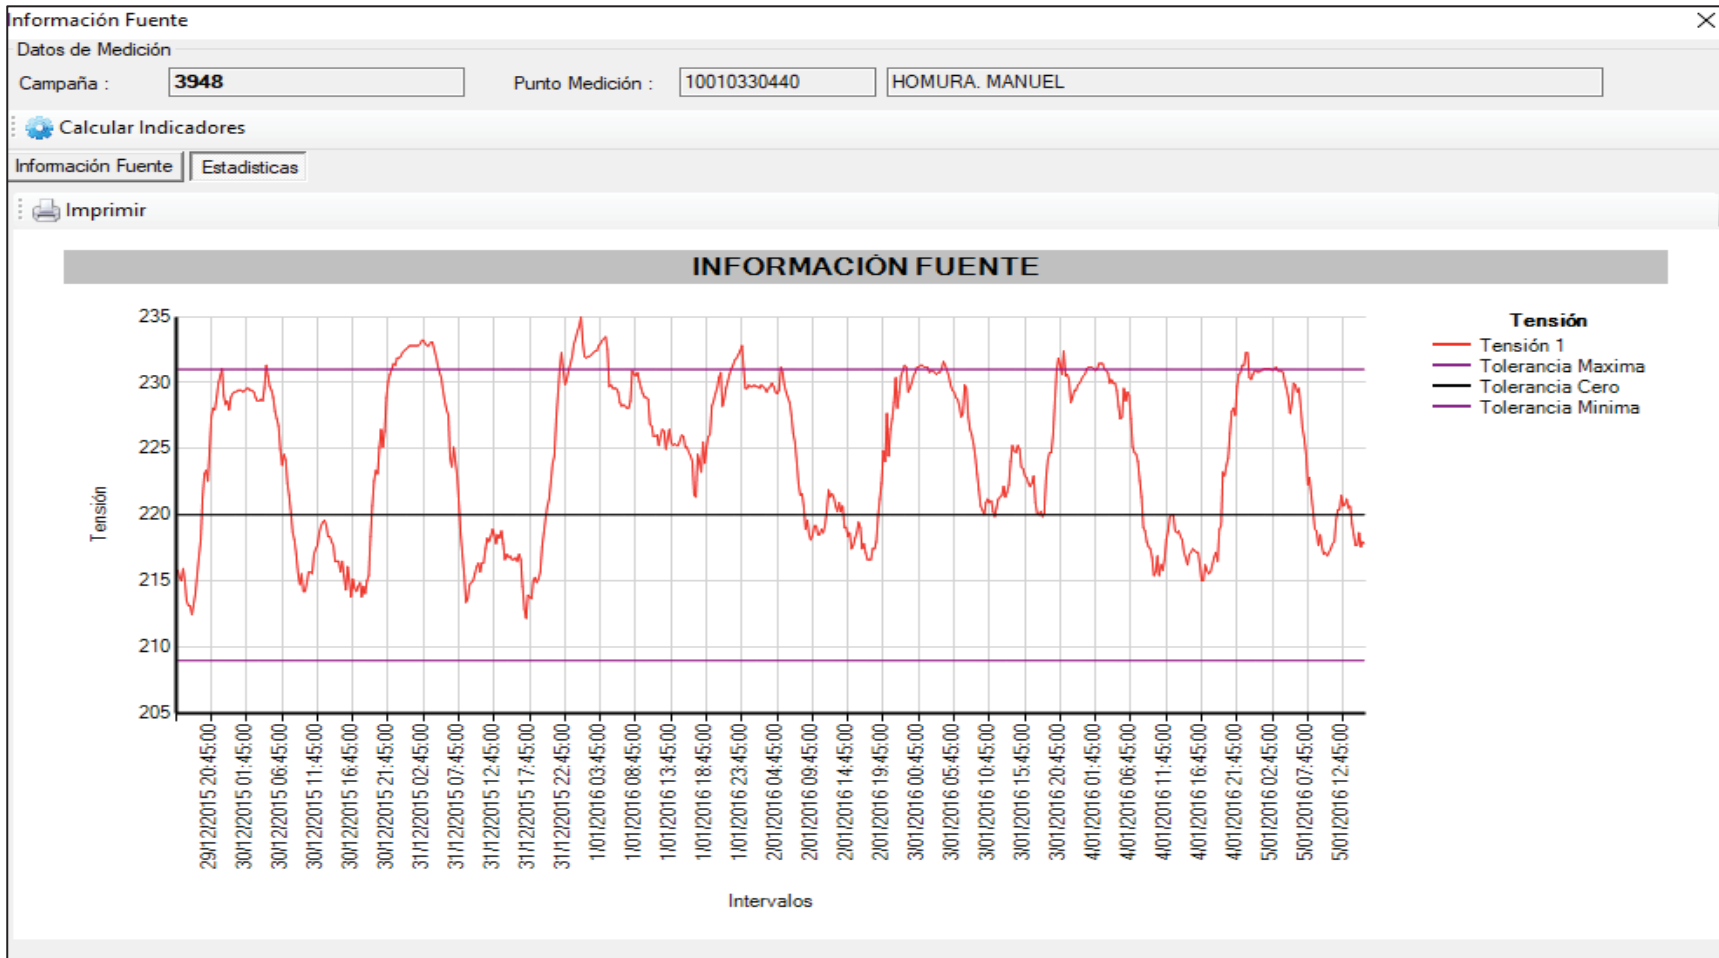 Información Fuente
Datos de Medición
Campaña : 3948 Punto Medición : 10010330440 HOMURA. MANUEL
Calcular Indicadores
Información Fuente Estadisticas
Imprimir
INFORMACIÓN FUENTE
235
230
225
220
215
210
205
Tensión
Tensión
Tensión 1
Tolerancia Maxima
Tolerancia Cero
Tolerancia Minima
29/12/2015 20:45:00
30/12/2015 01:45:00
30/12/2015 06:45:00
30/12/2015 11:45:00
30/12/2015 16:45:00
30/12/2015 21:45:00
31/12/2015 02:45:00
31/12/2015 07:45:00
31/12/2015 12:45:00
31/12/2015 17:45:00
31/12/2015 22:45:00
1/01/2016 03:45:00
1/01/2016 08:45:00
1/01/2016 13:45:00
1/01/2016 18:45:00
1/01/2016 23:45:00
2/01/2016 04:45:00
2/01/2016 09:45:00
2/01/2016 14:45:00
2/01/2016 19:45:00
3/01/2016 00:45:00
3/01/2016 05:45:00
3/01/2016 10:45:00
3/01/2016 15:45:00
3/01/2016 20:45:00
4/01/2016 01:45:00
4/01/2016 06:45:00
4/01/2016 11:45:00
4/01/2016 16:45:00
4/01/2016 21:45:00
5/01/2016 02:45:00
5/01/2016 07:45:00
5/01/2016 12:45:00
Intervalos